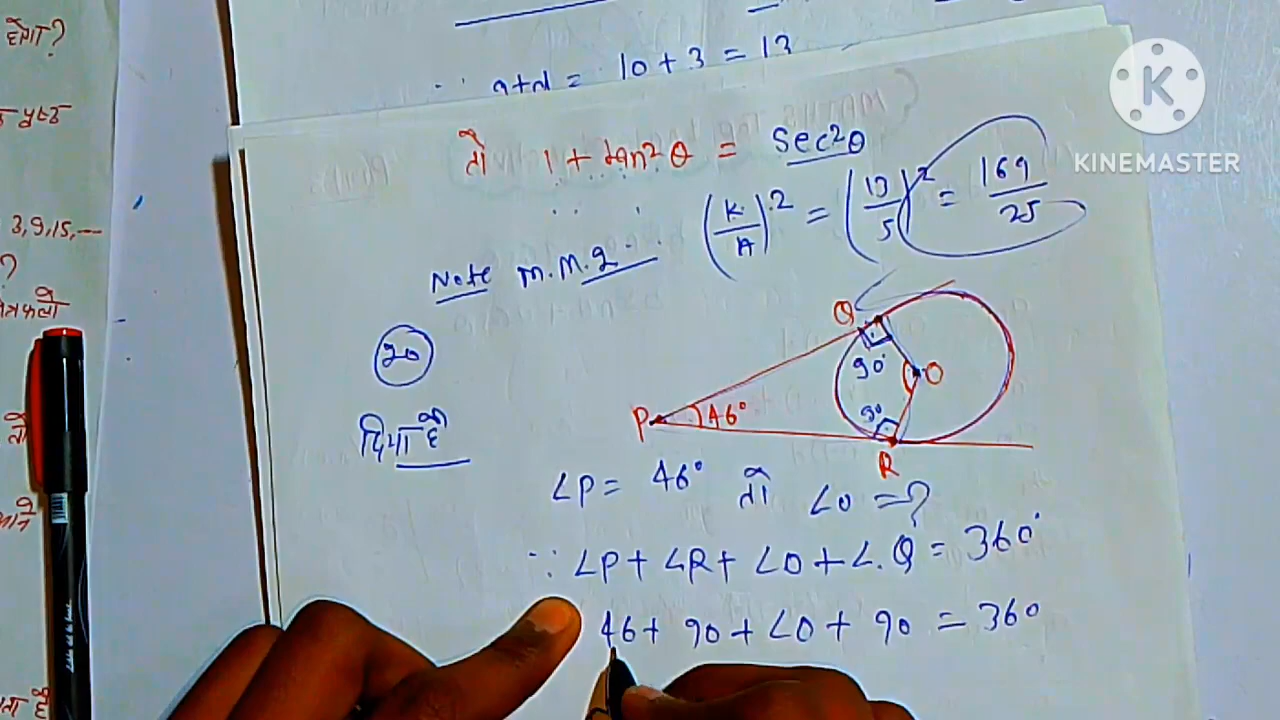 होगा?
पृष्ठ
3,9,15,---
?
∵ a+d = 10 + 3 = 13
KINEMASTER
तो 1 + tan²θ = Sec²θ
(K/A)² = (13/5)² = 169/25
Note M.M.2
20
दिया है
Q
90°
O
P
46°
90
R
∠P = 46° तो ∠O = ?
∵ ∠P + ∠R + ∠O + ∠.Q = 360°
46 + 90 + ∠O + 90 = 360